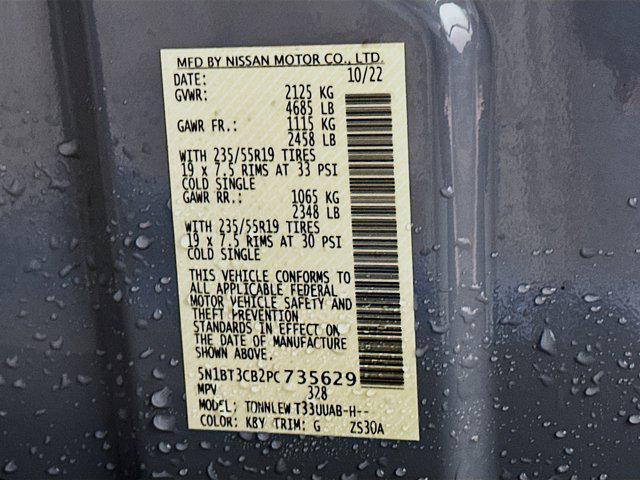 MFD BY NISSAN MOTOR CO., LTD.
DATE: 10/22
GVWR: 2125 KG
4685 LB
GAWR FR.: 1115 KG
2458 LB
WITH 235/55R19 TIRES
19 x 7.5 RIMS AT 33 PSI
COLD SINGLE
GAWR RR.: 1065 KG
2348 LB
WITH 235/55R19 TIRES
19 x 7.5 RIMS AT 30 PSI
COLD SINGLE
THIS VEHICLE CONFORMS TO
ALL APPLICABLE FEDERAL
MOTOR VEHICLE SAFETY AND
THEFT PREVENTION
STANDARDS IN EFFECT ON
THE DATE OF MANUFACTURE
SHOWN ABOVE.
5N1BT3CB2PC735629
MPV 328
MODEL: TDNNLEW T33UUAB-H--
COLOR: KBY TRIM: G ZS30A